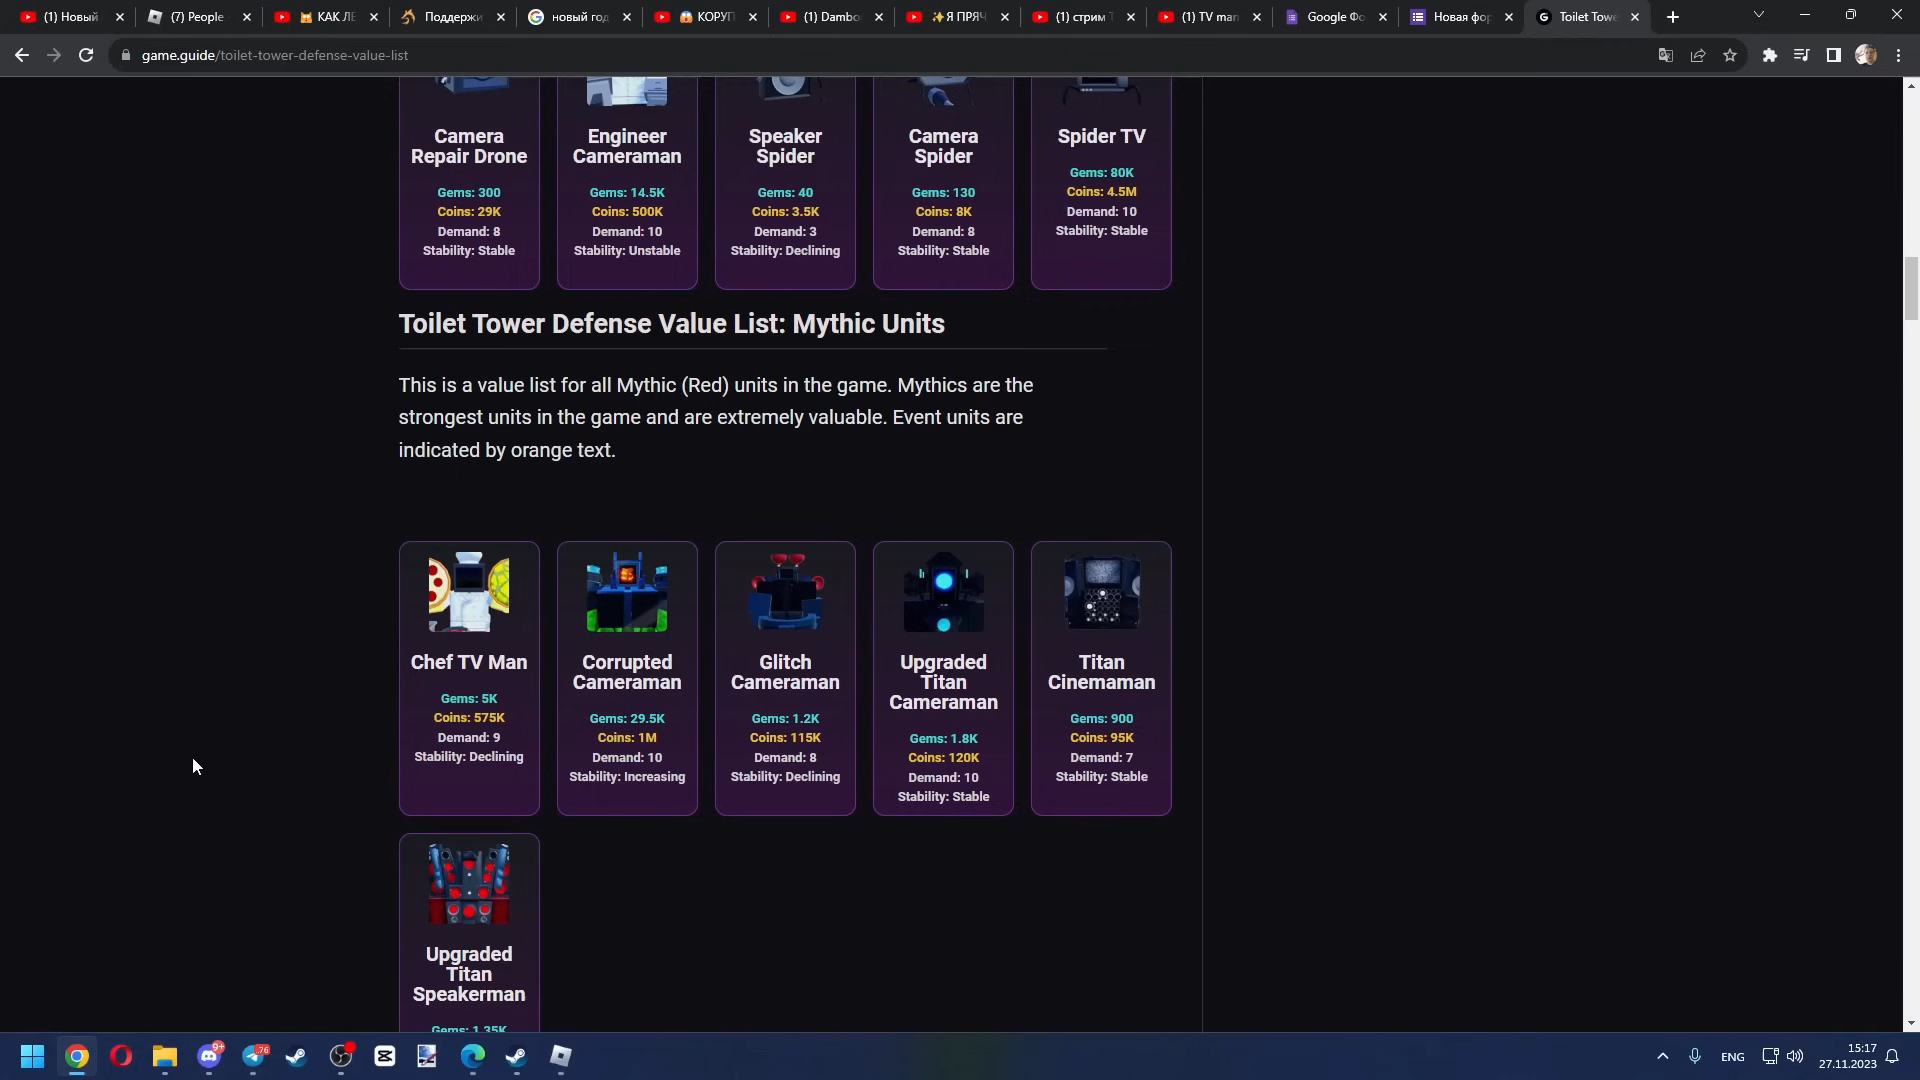 (1) Новый
(7) People
КАК ЛЕ
Поддержи
новый год
КОРУП
(1) Dambo
Я ПРЯЧ
(1) стрим
(1) TV man
Google Фо
Новая фор
Toilet Towe
game.guide/toilet-tower-defense-value-list
Camera
Repair Drone
Gems: 300
Coins: 29K
Demand: 8
Stability: Stable
Engineer
Cameraman
Gems: 14.5K
Coins: 500K
Demand: 10
Stability: Unstable
Speaker
Spider
Gems: 40
Coins: 3.5K
Demand: 3
Stability: Declining
Camera
Spider
Gems: 130
Coins: 8K
Demand: 8
Stability: Stable
Spider TV
Gems: 80K
Coins: 4.5M
Demand: 10
Stability: Stable
Toilet Tower Defense Value List: Mythic Units
This is a value list for all Mythic (Red) units in the game. Mythics are the
strongest units in the game and are extremely valuable. Event units are
indicated by orange text.
Chef TV Man
Gems: 5K
Coins: 575K
Demand: 9
Stability: Declining
Corrupted
Cameraman
Gems: 29.5K
Coins: 1M
Demand: 10
Stability: Increasing
Glitch
Cameraman
Gems: 1.2K
Coins: 115K
Demand: 8
Stability: Declining
Upgraded
Titan
Cameraman
Gems: 1.8K
Coins: 120K
Demand: 10
Stability: Stable
Titan
Cinemaman
Gems: 900
Coins: 95K
Demand: 7
Stability: Stable
Upgraded
Titan
Speakerman
Gems: 1.35K
9+
76
ENG
15:17
27.11.2023